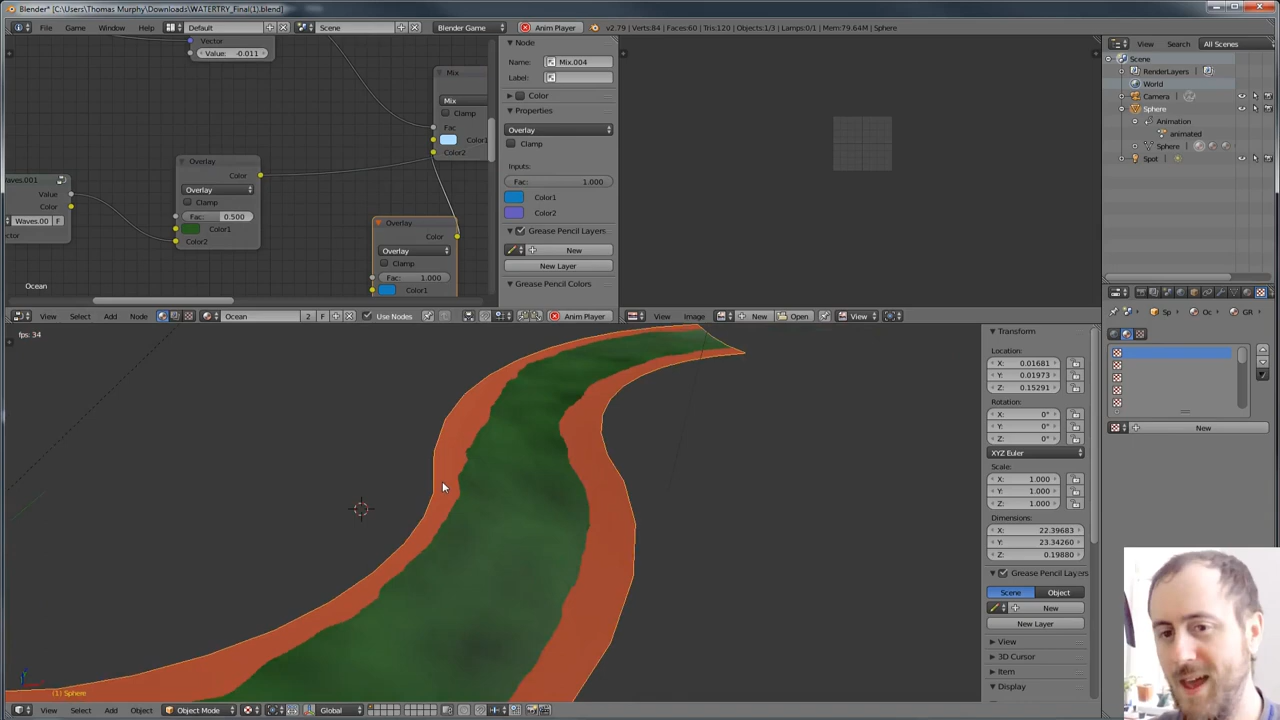 Blender* [C:\Users\Thomas Murphy\Downloads\WATERTRY_Final(1).blend]
File Game Window Help Default Scene Blender Game Anim Player v2.79 | Verts:84 | Faces:60 | Tris:120 | Objects:1/3 | Lamps:0/1 | Mem:79.64M | Sphere
Vector
Value: -0.011
Mix
Mix
Clamp
Fac
Color1
Color2
Overlay
Color
Overlay
Clamp
Fac: 0.500
Color1
Color2
Waves.001
Value
Color
Waves.00 F
Overlay
Color
Overlay
Clamp
Fac: 1.000
Color1
Ocean
Node
Name: Mix.004
Label:
Color
Properties
Overlay
Clamp
Inputs:
Fac: 1.000
Color1
Color2
Grease Pencil Layers
New
New Layer
Grease Pencil Colors
View Select Add Node Ocean 2 F Use Nodes Anim Player
View Image New Open View
View Search All Scenes
Scene
RenderLayers
World
Camera
Sphere
Animation
animated
Sphere
Spot
Sp Oc GR
New
fps: 34
(1) Sphere
Transform
Location:
X: 0.01681
Y: 0.01973
Z: 0.15291
Rotation:
X: 0°
Y: 0°
Z: 0°
XYZ Euler
Scale:
X: 1.000
Y: 1.000
Z: 1.000
Dimensions:
X: 22.39683
Y: 23.34260
Z: 0.19880
Grease Pencil Layers
Scene Object
New
New Layer
View
3D Cursor
Item
Display
View Select Add Object Object Mode Global